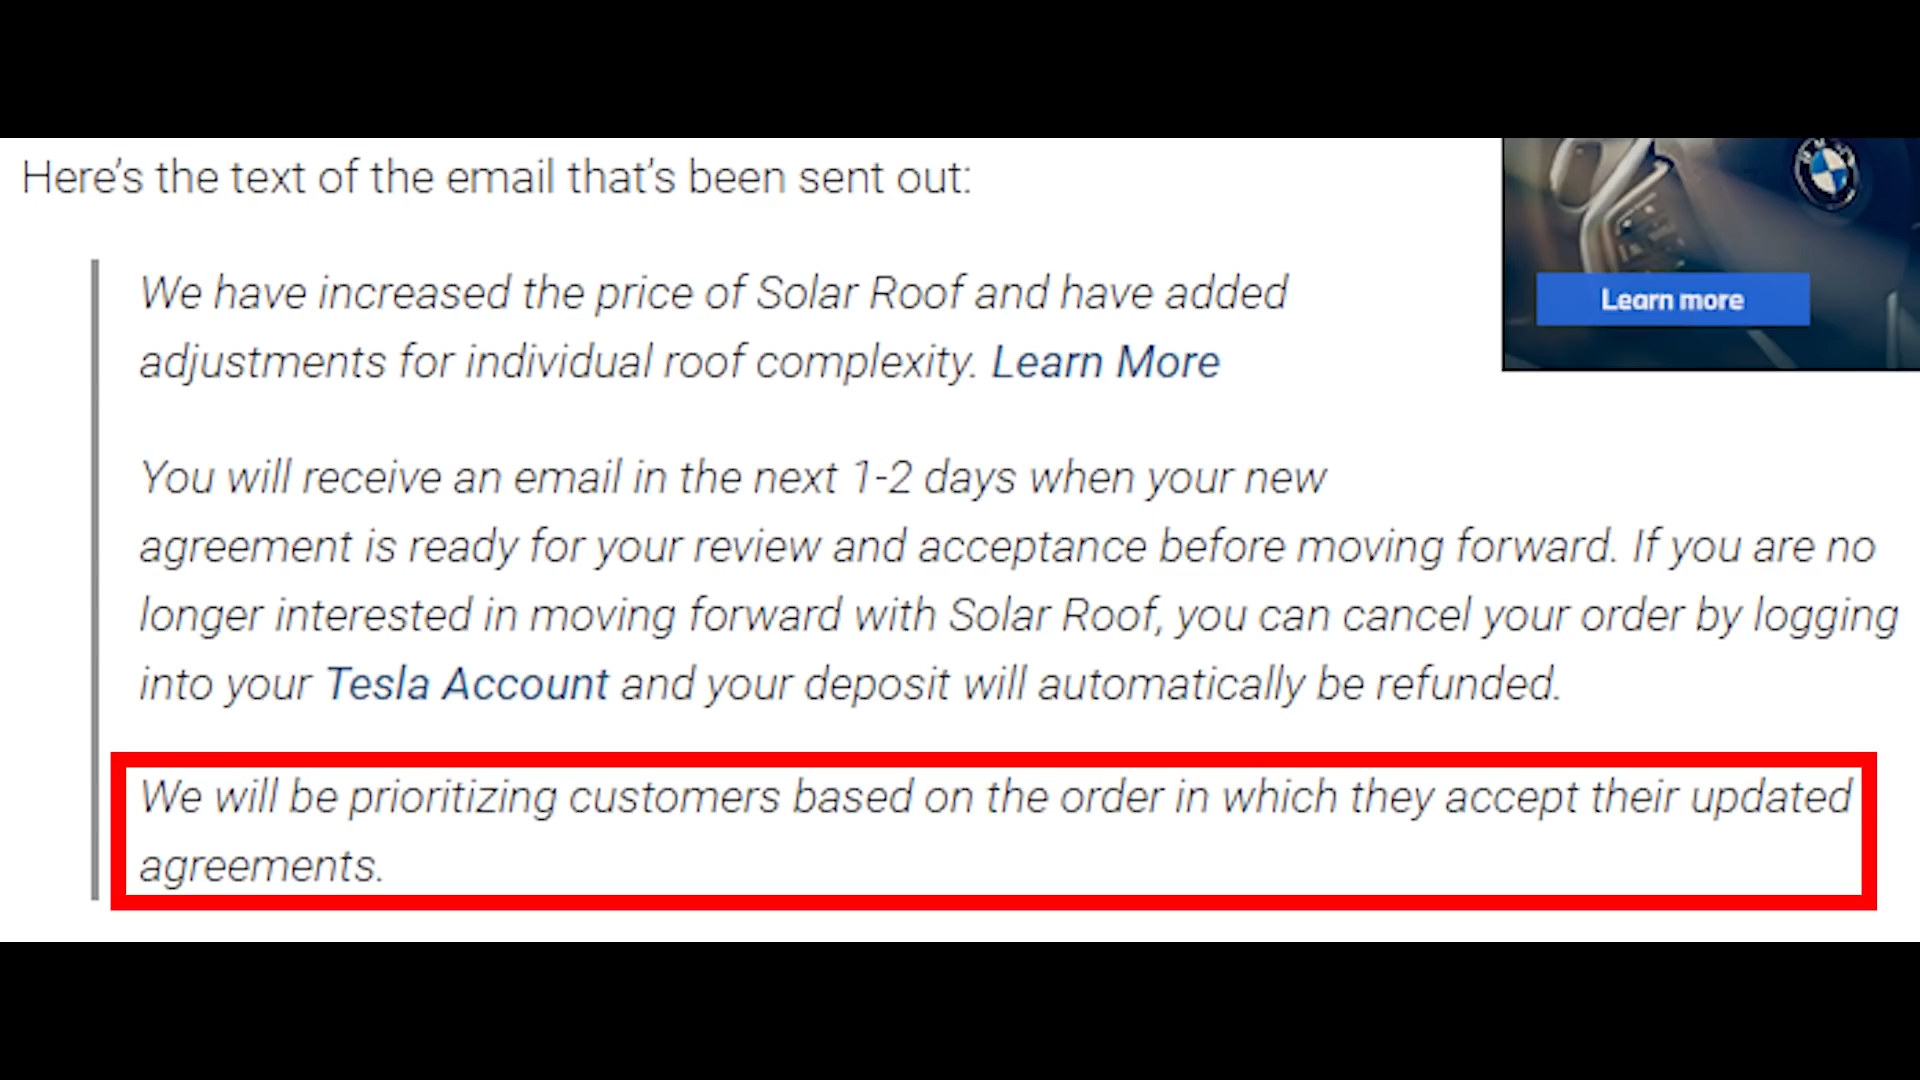 Here's the text of the email that's been sent out:
We have increased the price of Solar Roof and have added
adjustments for individual roof complexity. Learn More
You will receive an email in the next 1-2 days when your new
agreement is ready for your review and acceptance before moving forward. If you are no
longer interested in moving forward with Solar Roof, you can cancel your order by logging
into your Tesla Account and your deposit will automatically be refunded.
We will be prioritizing customers based on the order in which they accept their updated
agreements.
BMW
Learn more